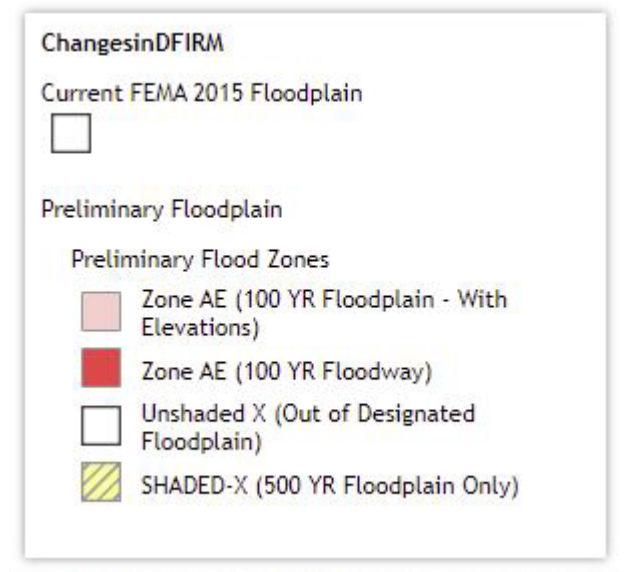 ChangesinDFIRM
Current FEMA 2015 Floodplain
Preliminary Floodplain
Preliminary Flood Zones
Zone AE (100 YR Floodplain - With
Elevations)
Zone AE (100 YR Floodway)
Unshaded X (Out of Designated
Floodplain)
SHADED-X (500 YR Floodplain Only)